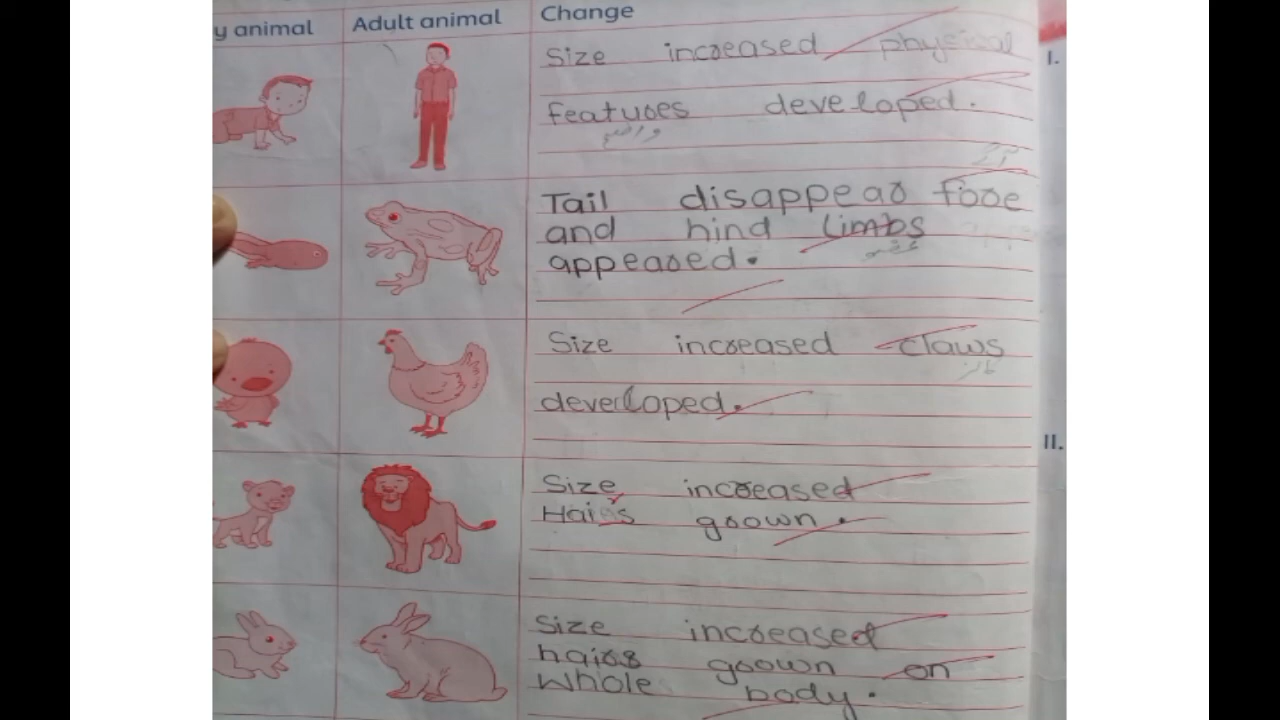 y animal Adult animal Change
Size increased physical
features developed.
Tail disappear fore
and hind limbs
appeared.
Size increased claws
developed.
Size increased
Hairs grown.
Size increased
hairs grown on
whole body.
I.
II.